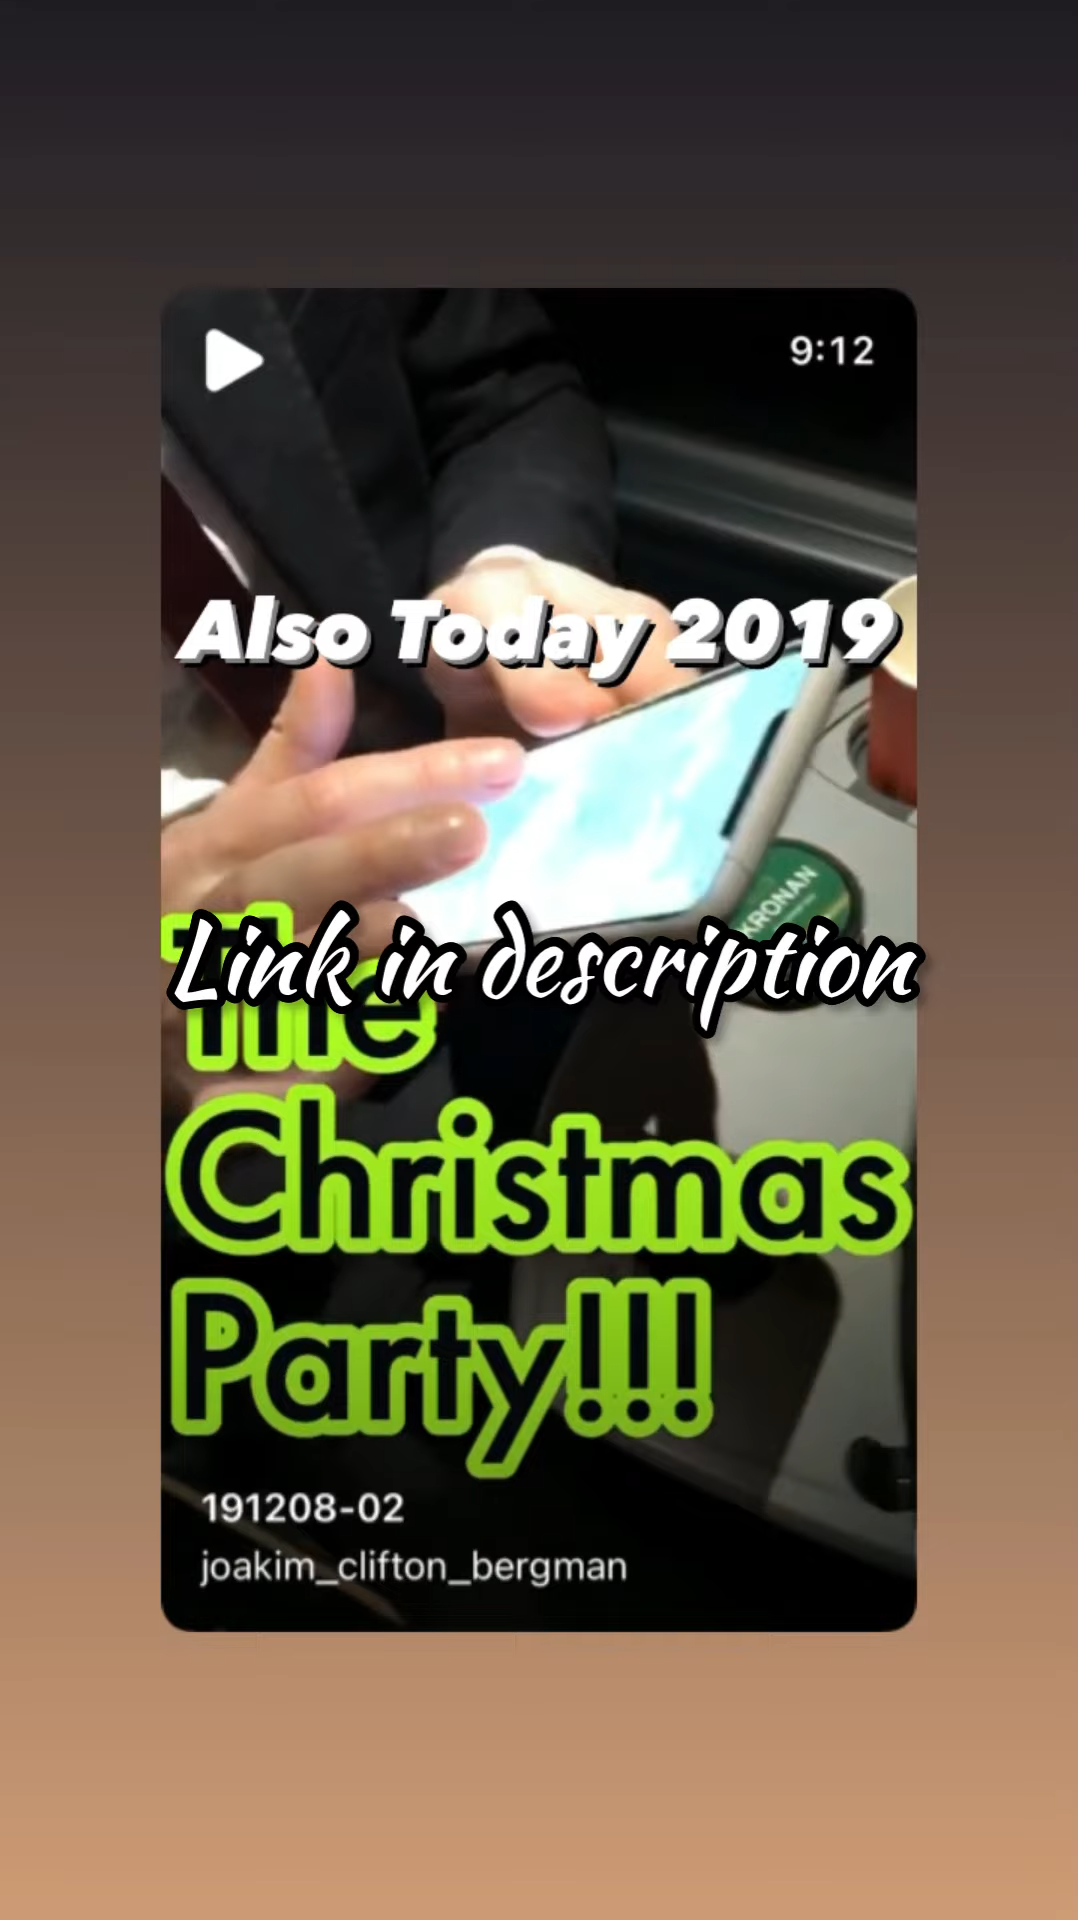 9:12
Also Today 2019
KRONAN
Link in description
The
Christmas
Party!!!
191208-02
joakim_clifton_bergman